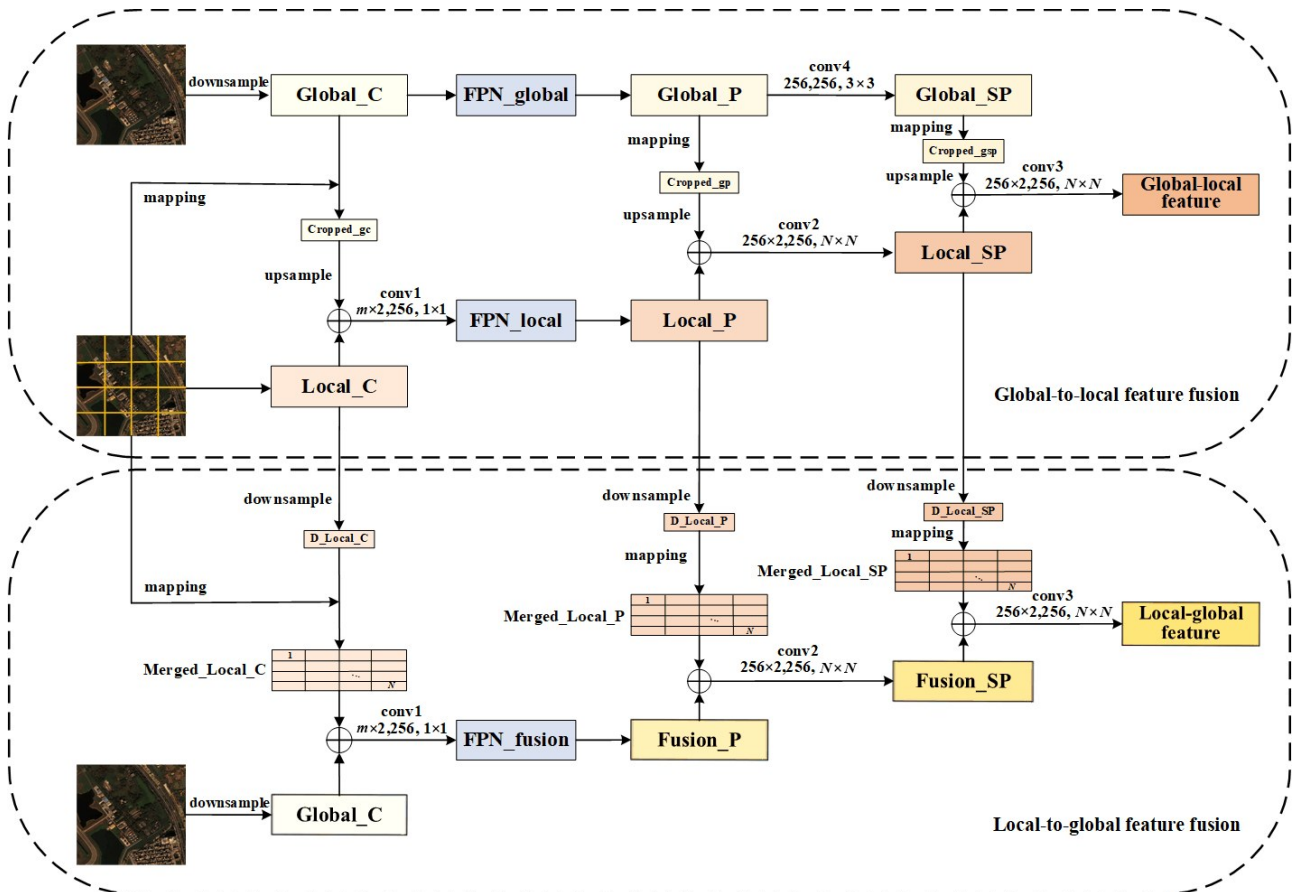 downsample
Global_C
FPN_global
Global_P
conv4
256,256, 3×3
Global_SP
mapping
mapping
Cropped_gsp
Cropped_gp
upsample
conv3
256×2,256, N×N
Global-local
feature
mapping
Cropped_gc
upsample
conv2
256×2,256, N×N
Local_SP
upsample
conv1
m×2,256, 1×1
FPN_local
Local_P
Local_C
Global-to-local feature fusion
downsample
downsample
downsample
D_Local_C
D_Local_P
D_Local_SP
mapping
mapping
mapping
Merged_Local_SP
1
...
N
Merged_Local_P
1
...
N
conv3
256×2,256, N×N
Local-global
feature
Merged_Local_C
1
...
N
conv2
256×2,256, N×N
Fusion_SP
conv1
m×2,256, 1×1
FPN_fusion
Fusion_P
downsample
Global_C
Local-to-global feature fusion